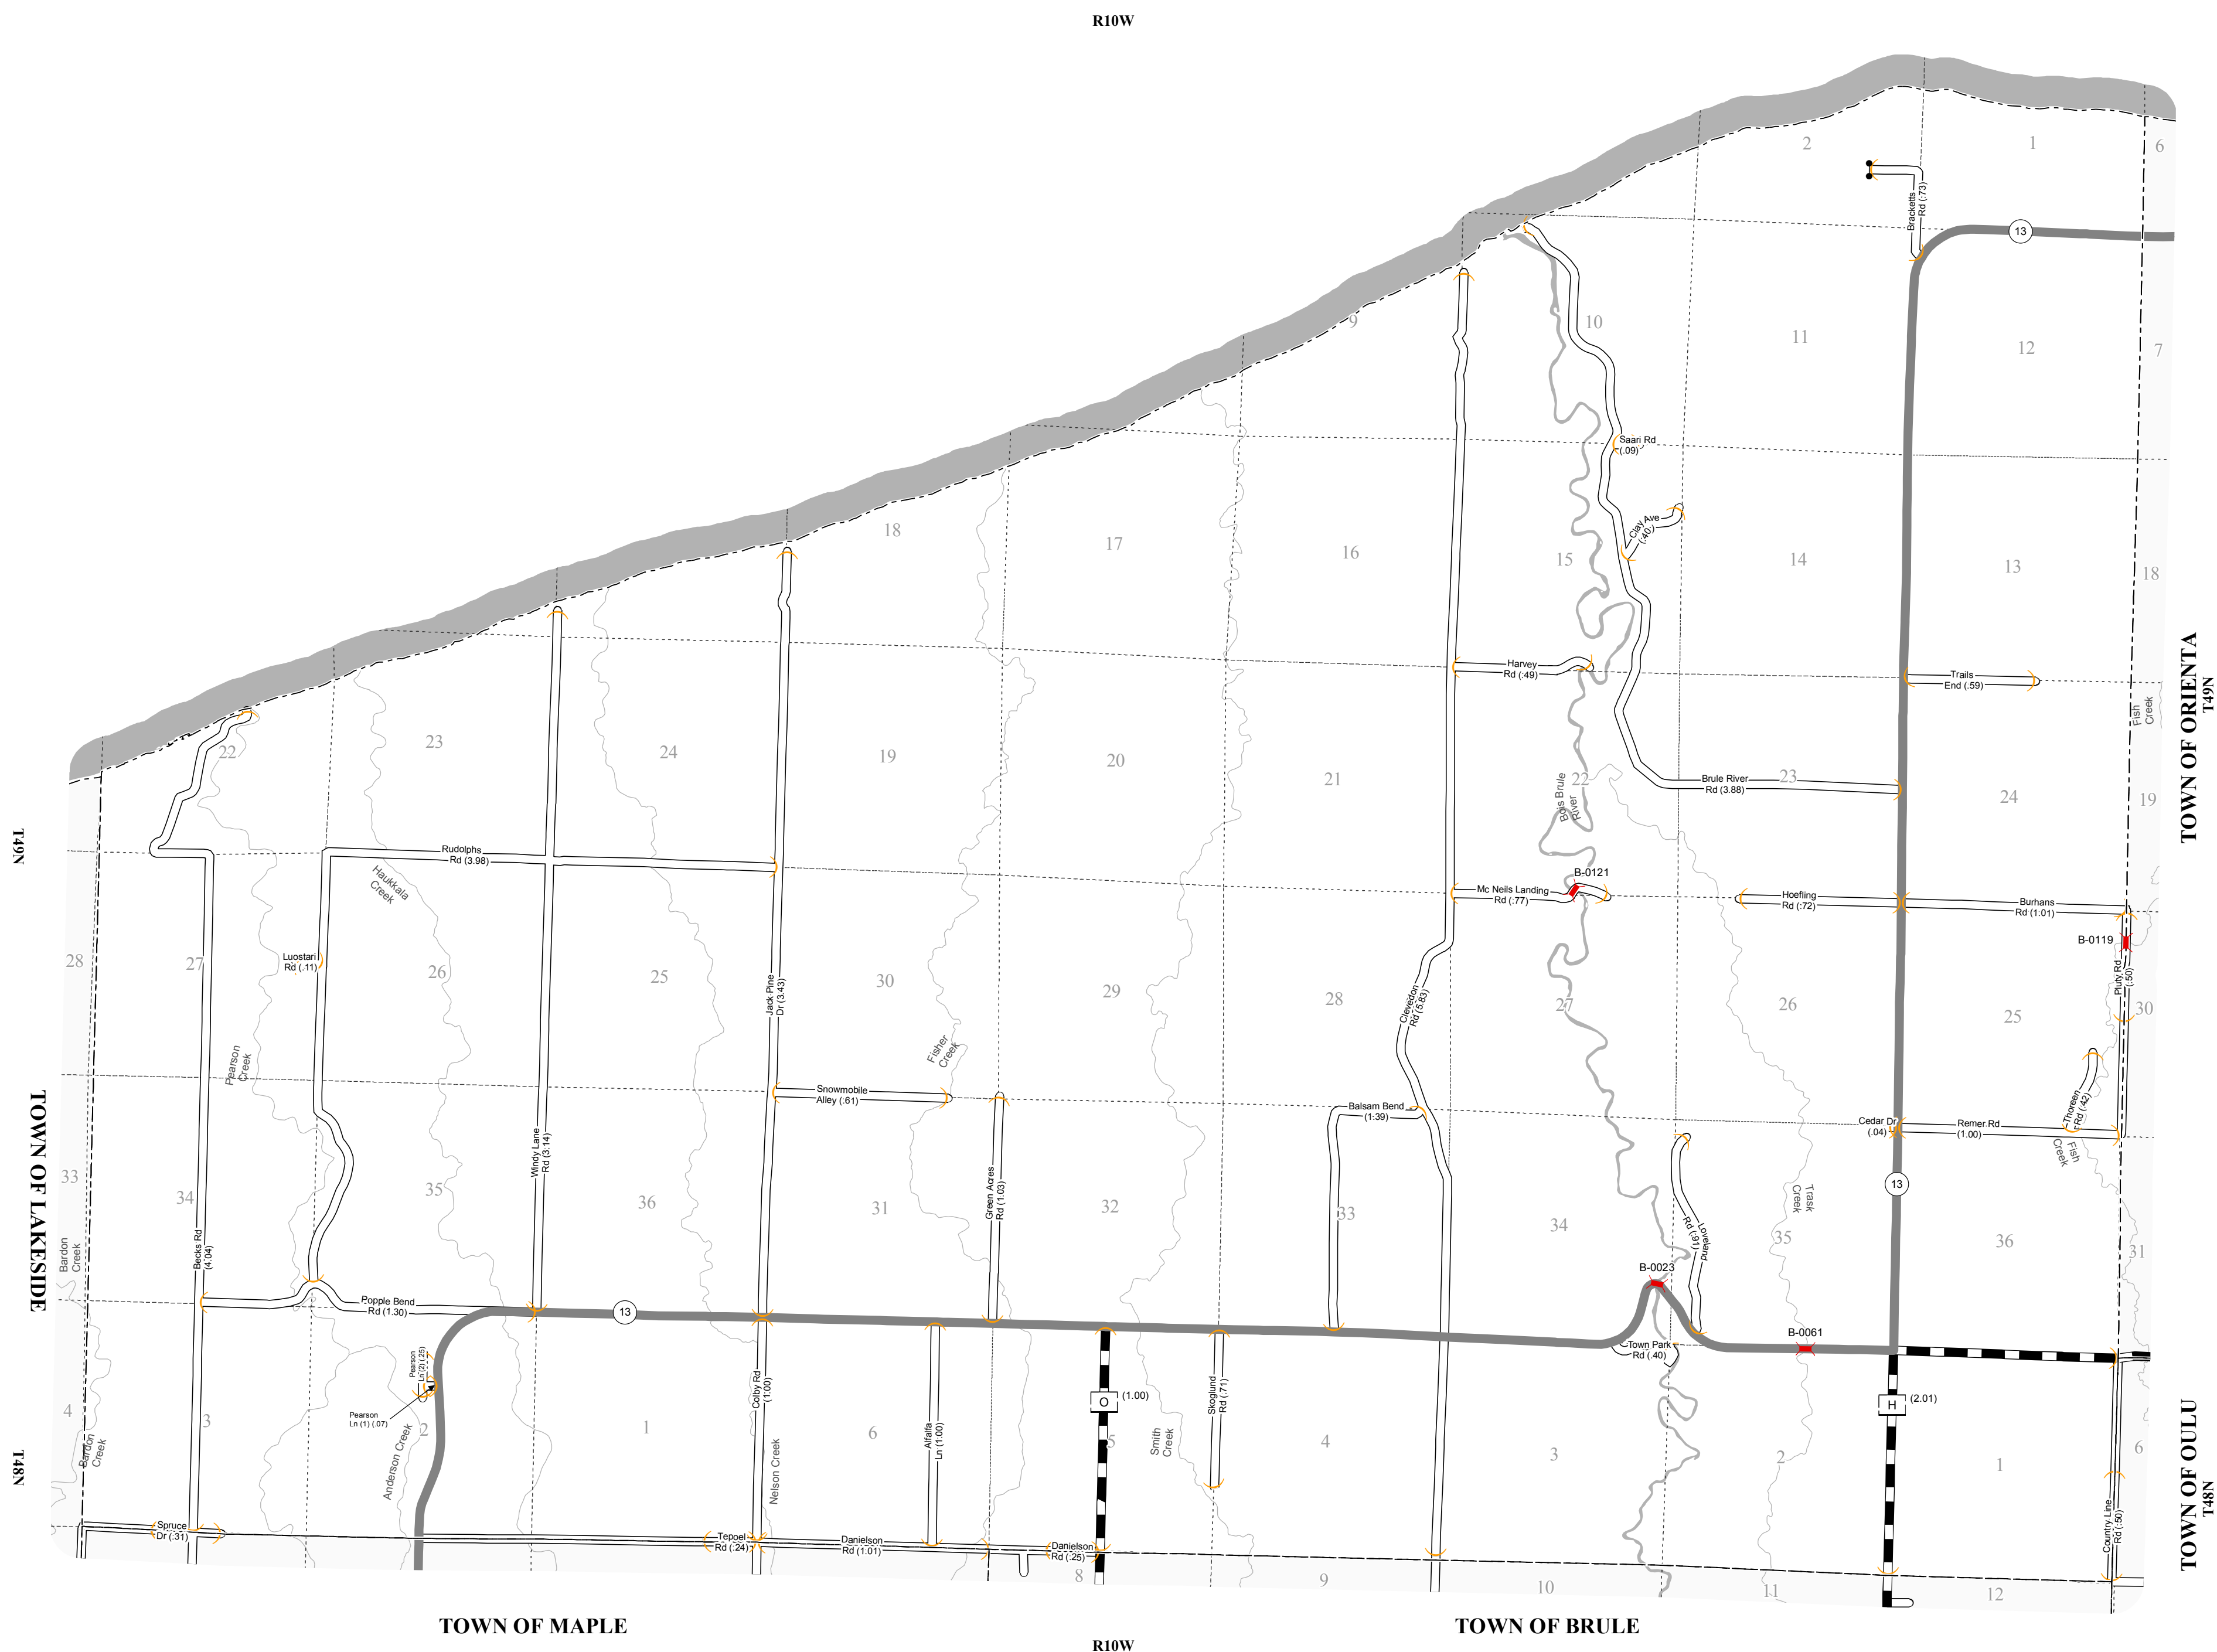 R10W
2
1
6
Bracketts
Rd (.73)
13
9
10
11
12
7
Saari Rd
(.09)
Clay Ave
(.40)
18
17
16
15
14
13
18
Harvey
Rd (.49)
Trails
End (.59)
Fish
Creek
TOWN OF ORIENTA
T49N
22
23
24
19
20
21
22
23
24
19
Brule River
Rd (3.88)
Bois Brule
River
T49N
Rudolphs
Rd (3.98)
Haukkala
Creek
B-0121
Mc Neils Landing
Rd (.77)
Hoefling
Rd (.72)
Burhans
Rd (1.01)
B-0119
Pluty Rd
(.50)
28
27
Luostari
Rd (.11)
26
25
Jack Pine
Dr (3.43)
30
29
28
Clevedon
Rd (5.83)
27
26
25
30
Pearson
Creek
Fisher
Creek
Snowmobile
Alley (.61)
Balsam Bend
(1.39)
Cedar Dr
(.04)
Remer Rd
(1.00)
Thoreen
Rd (.42)
Fish
Creek
TOWN OF LAKESIDE
33
34
Becks Rd
(4.04)
35
Windy Lane
Rd (3.14)
36
31
Green Acres
Rd (1.03)
32
33
34
Loveland
Rd (.91)
35
Trask
Creek
13
36
31
Bardon
Creek
B-0023
Popple Bend
Rd (1.30)
13
Town Park
Rd (.40)
B-0061
Pearson
Ln (2) (.25)
Pearson
Ln (1) (.07)
Colby Rd
(1.00)
O
(1.00)
Skoglund
Rd (.71)
H
(2.01)
4
3
2
1
6
5
4
3
2
1
6
Bardon
Creek
Anderson Creek
Nelson Creek
Alfalfa
Ln (1.00)
Smith
Creek
Country Line
Rd (.50)
T48N
TOWN OF OULU
T48N
Spruce
Dr (.31)
Tepoel
Rd (.24)
Danielson
Rd (1.01)
Danielson
Rd (.25)
8
9
10
11
12
TOWN OF MAPLE
TOWN OF BRULE
R10W